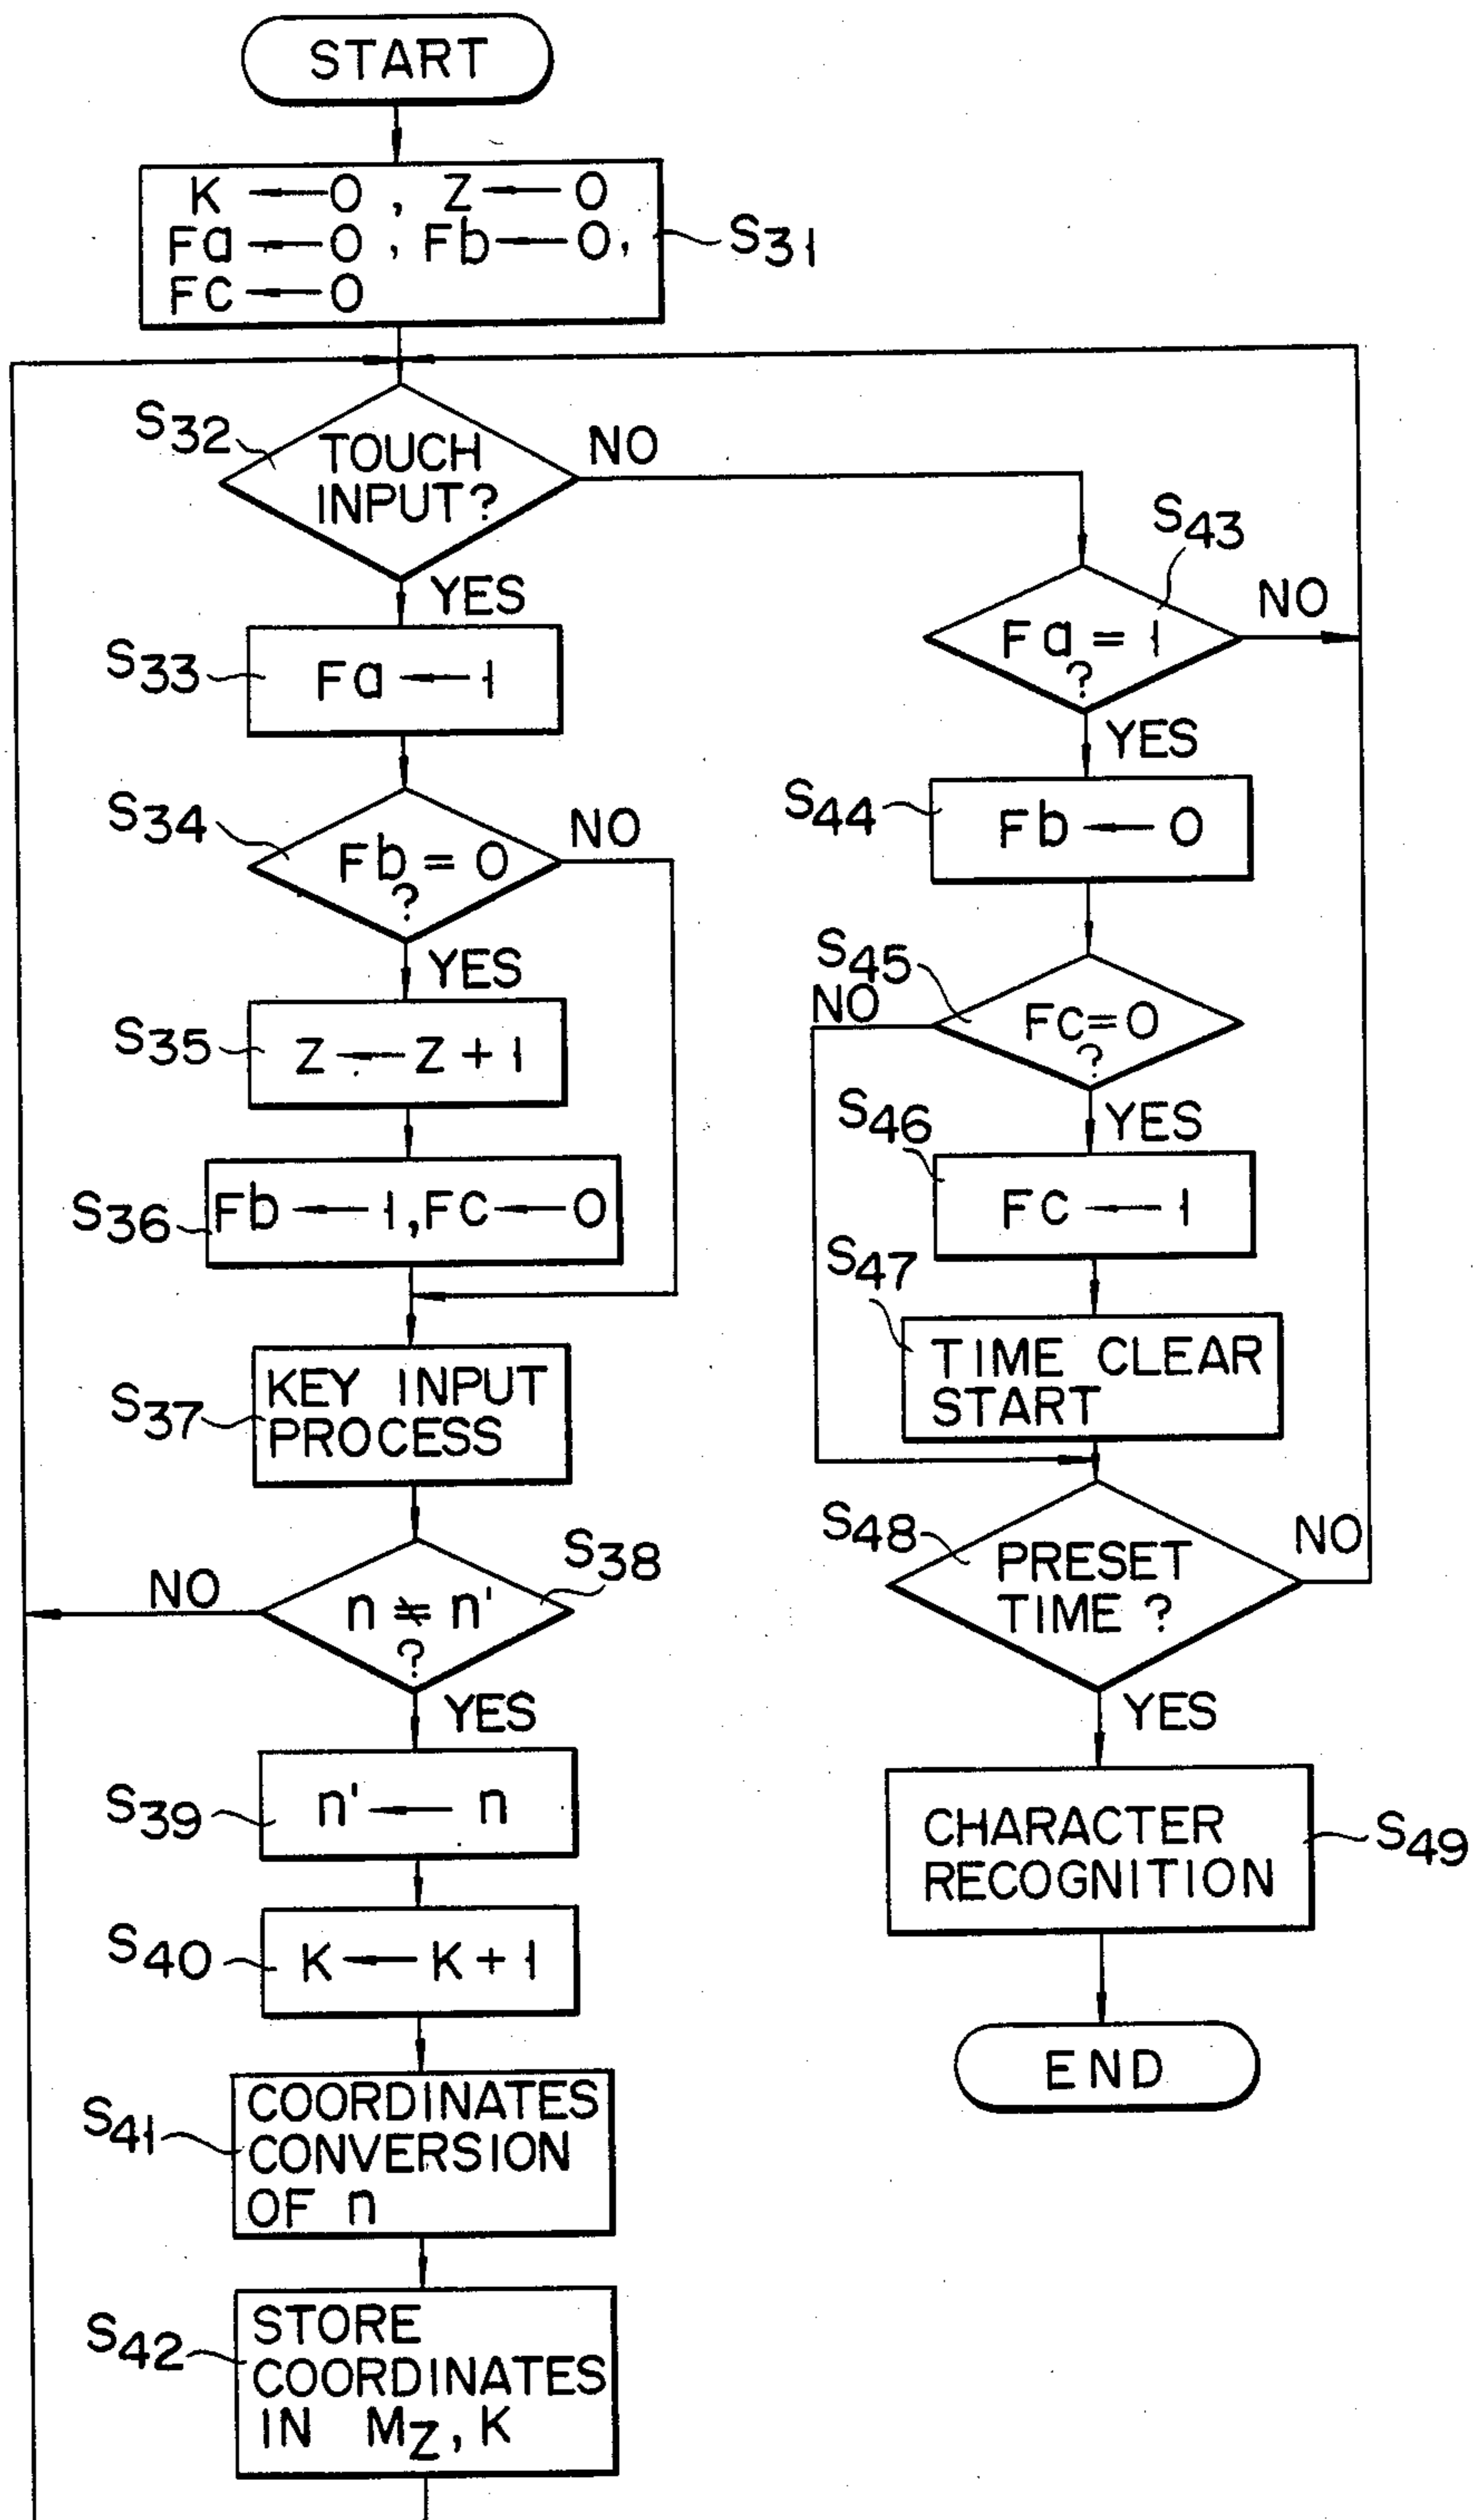 START
K ← 0 , Z ← 0
Fa ← 0 , Fb ← 0,
Fc ← 0
S31
S32
TOUCH
INPUT?
NO
YES
S33
Fa ← 1
S34
Fb = 0
?
NO
YES
S35
Z ← Z + 1
S36
Fb ← 1, Fc ← 0
S37
KEY INPUT
PROCESS
S38
n ≠ n'
?
NO
YES
S39
n' ← n
S40
K ← K + 1
S41
COORDINATES
CONVERSION
OF n
S42
STORE
COORDINATES
IN MZ, K
S43
Fa = 1
?
NO
YES
S44
Fb ← 0
S45
NO
Fc = 0
?
YES
S46
Fc ← 1
S47
TIME CLEAR
START
S48
PRESET
TIME ?
NO
YES
CHARACTER
RECOGNITION
S49
END